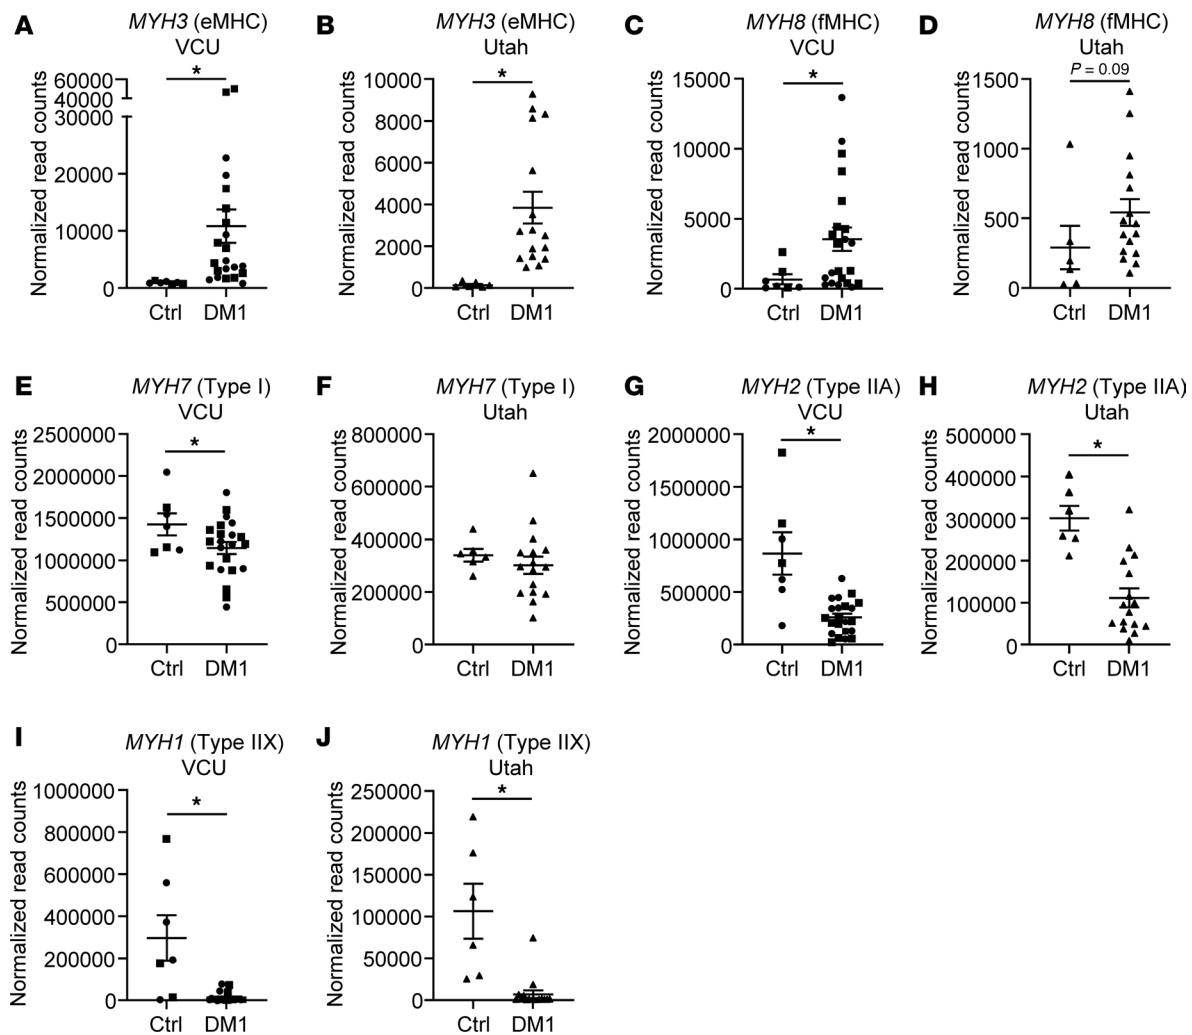 A
MYH3 (eMHC)
VCU
Normalized read counts
60000
40000
30000
20000
10000
0
*
Ctrl DM1
B
MYH3 (eMHC)
Utah
Normalized read counts
10000
8000
6000
4000
2000
0
*
Ctrl DM1
C
MYH8 (fMHC)
VCU
Normalized read counts
15000
10000
5000
0
*
Ctrl DM1
D
MYH8 (fMHC)
Utah
Normalized read counts
1500
1000
500
0
P = 0.09
Ctrl DM1
E
MYH7 (Type I)
VCU
Normalized read counts
2500000
2000000
1500000
1000000
500000
0
*
Ctrl DM1
F
MYH7 (Type I)
Utah
Normalized read counts
800000
600000
400000
200000
0
Ctrl DM1
G
MYH2 (Type IIA)
VCU
Normalized read counts
2000000
1500000
1000000
500000
0
*
Ctrl DM1
H
MYH2 (Type IIA)
Utah
Normalized read counts
500000
400000
300000
200000
100000
0
*
Ctrl DM1
I
MYH1 (Type IIX)
VCU
Normalized read counts
1000000
800000
600000
400000
200000
0
*
Ctrl DM1
J
MYH1 (Type IIX)
Utah
Normalized read counts
250000
200000
150000
100000
50000
0
*
Ctrl DM1